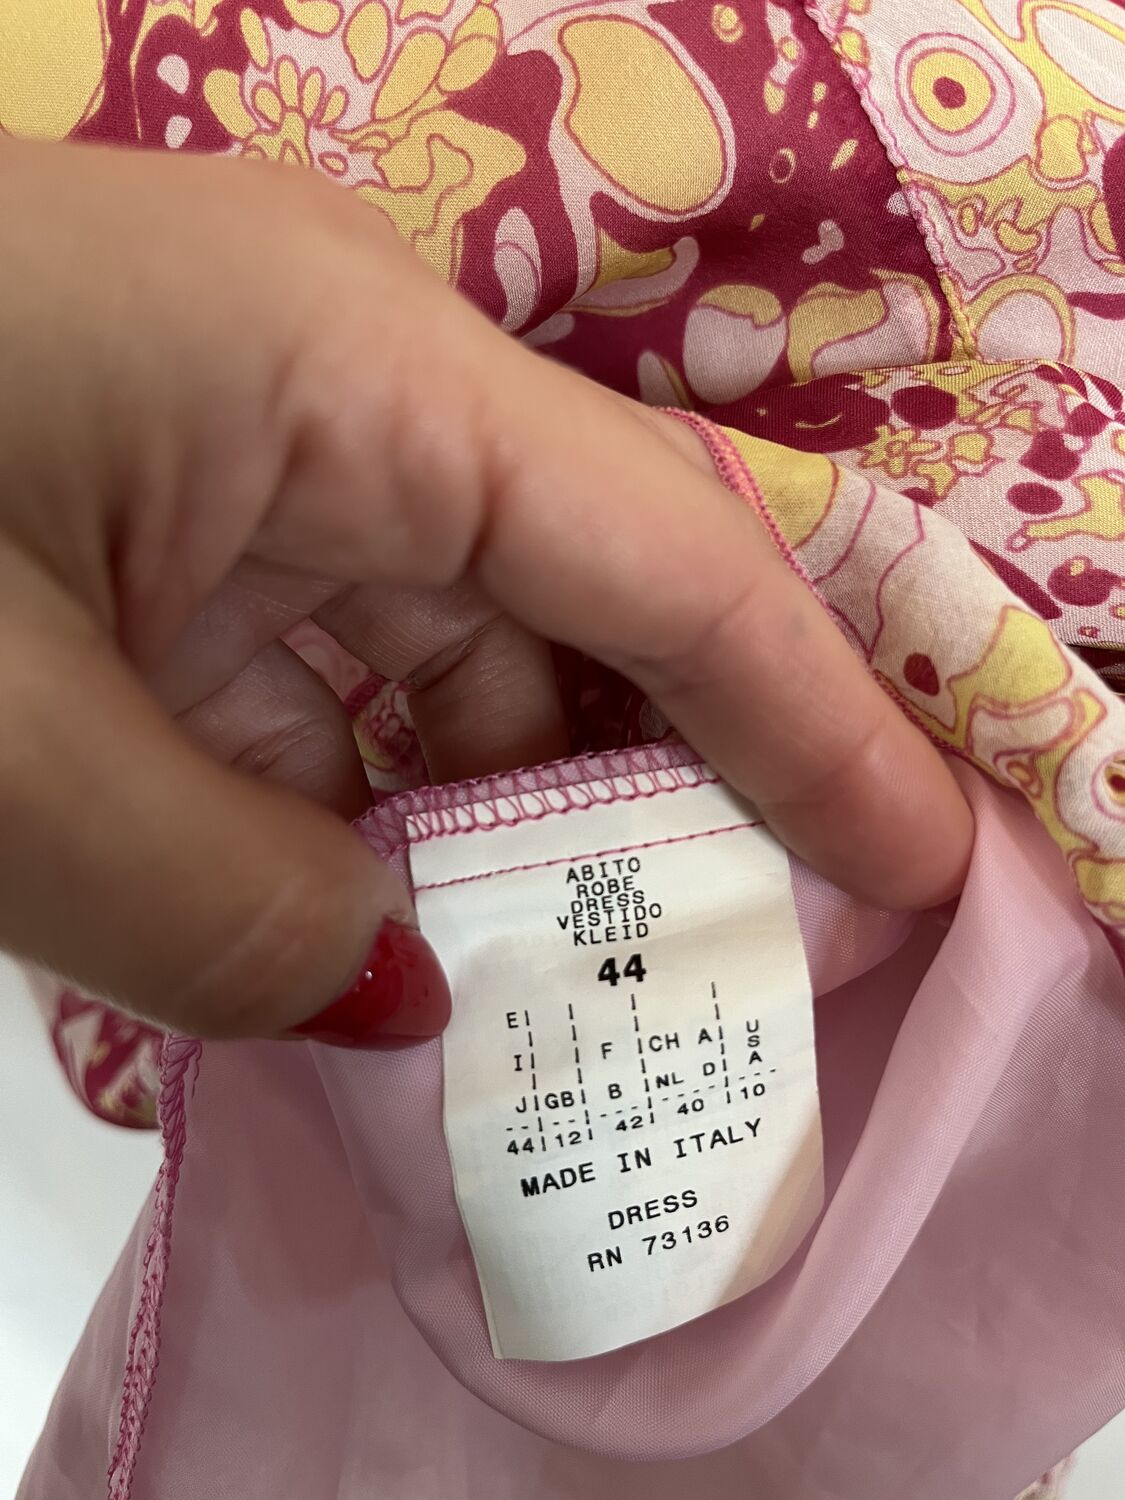 ABITO
ROBE
DRESS
VESTIDO
KLEID
44
E
I F CH A USA
J GB B NL D
44 12 42 40 10
MADE IN ITALY
DRESS
RN 73136